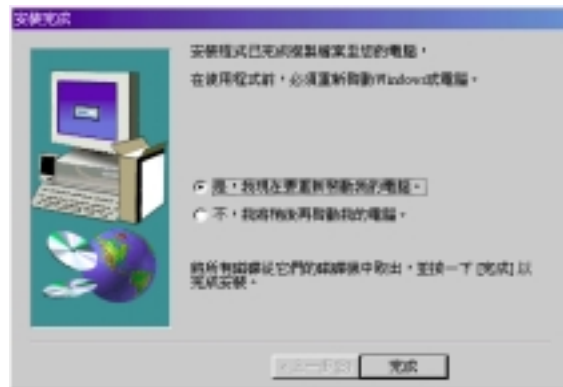 安裝完成
安裝程式已完成複製檔案至您的電腦，
在使用程式前，必須重新啟動Windows或電腦。
是，我現在要重新啟動我的電腦。
不，我將稍後再啟動我的電腦。
將所有磁碟從它們的磁碟機中取出，並按一下 [完成] 以
完成安裝。
<上一步(B)
完成